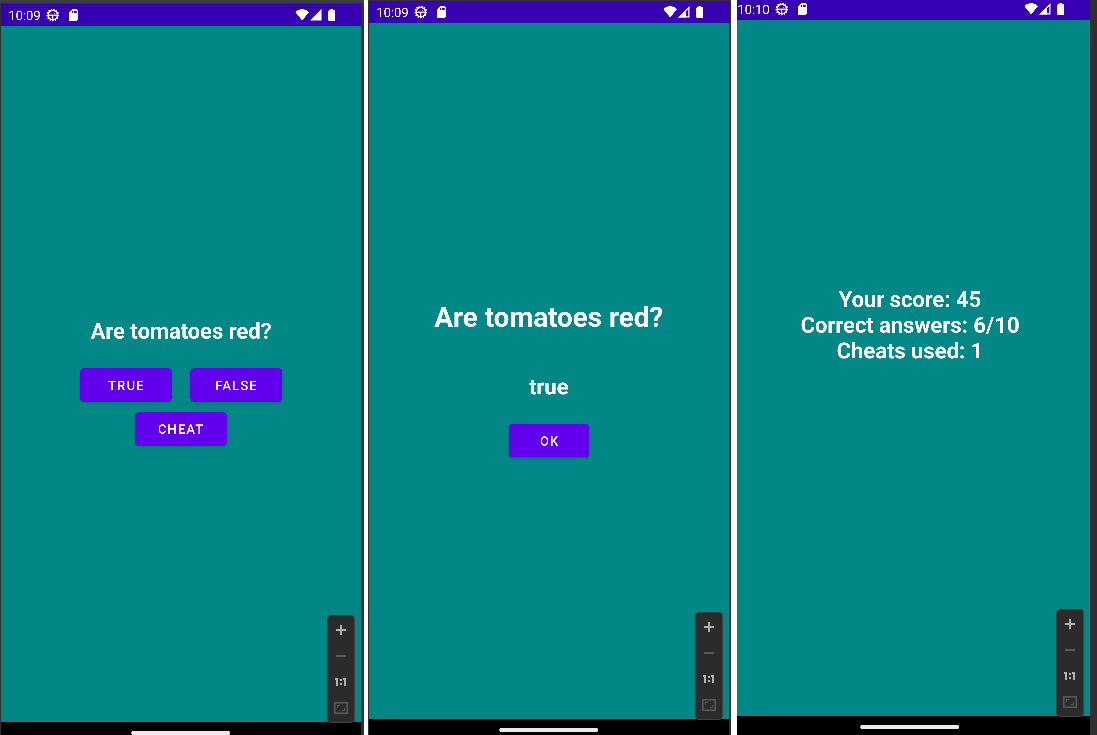 10:09
Are tomatoes red?
TRUE FALSE
CHEAT
1:1
10:09
Are tomatoes red?
true
OK
1:1
10:10
Your score: 45
Correct answers: 6/10
Cheats used: 1
1:1